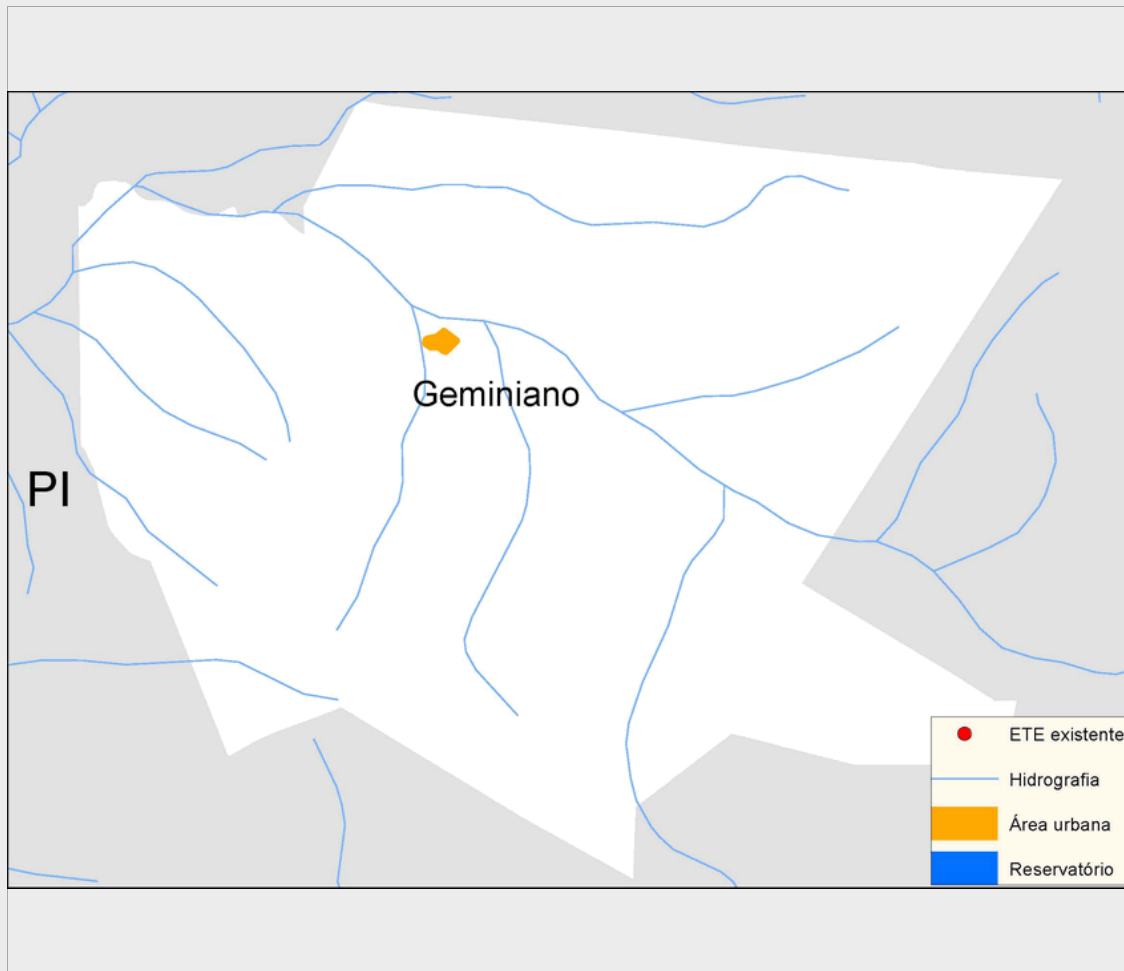 Geminiano
PI
ETE existente
Hidrografia
Área urbana
Reservatório